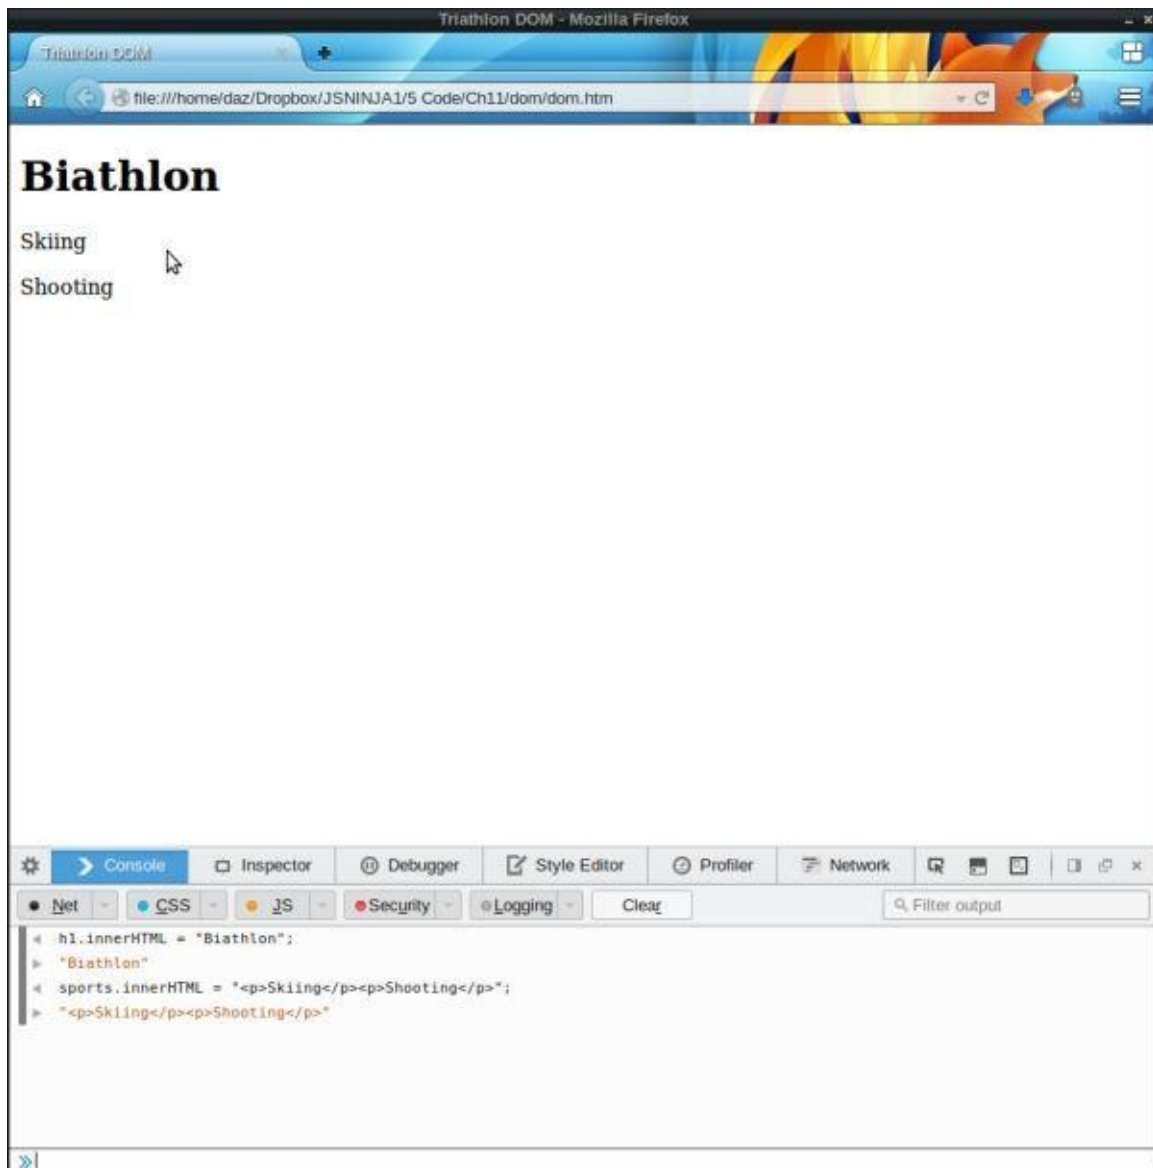 Triathlon DOM - Mozilla Firefox
Triathlon DOM
file:///home/daz/Dropbox/JSNINJA1/5 Code/Ch11/dom/dom.htm
Biathlon
Skiing
Shooting
Console Inspector Debugger Style Editor Profiler Network
Net CSS JS Security Logging Clear Filter output
h1.innerHTML = "Biathlon";
"Biathlon"
sports.innerHTML = "<p>Skiing</p><p>Shooting</p>";
"<p>Skiing</p><p>Shooting</p>"